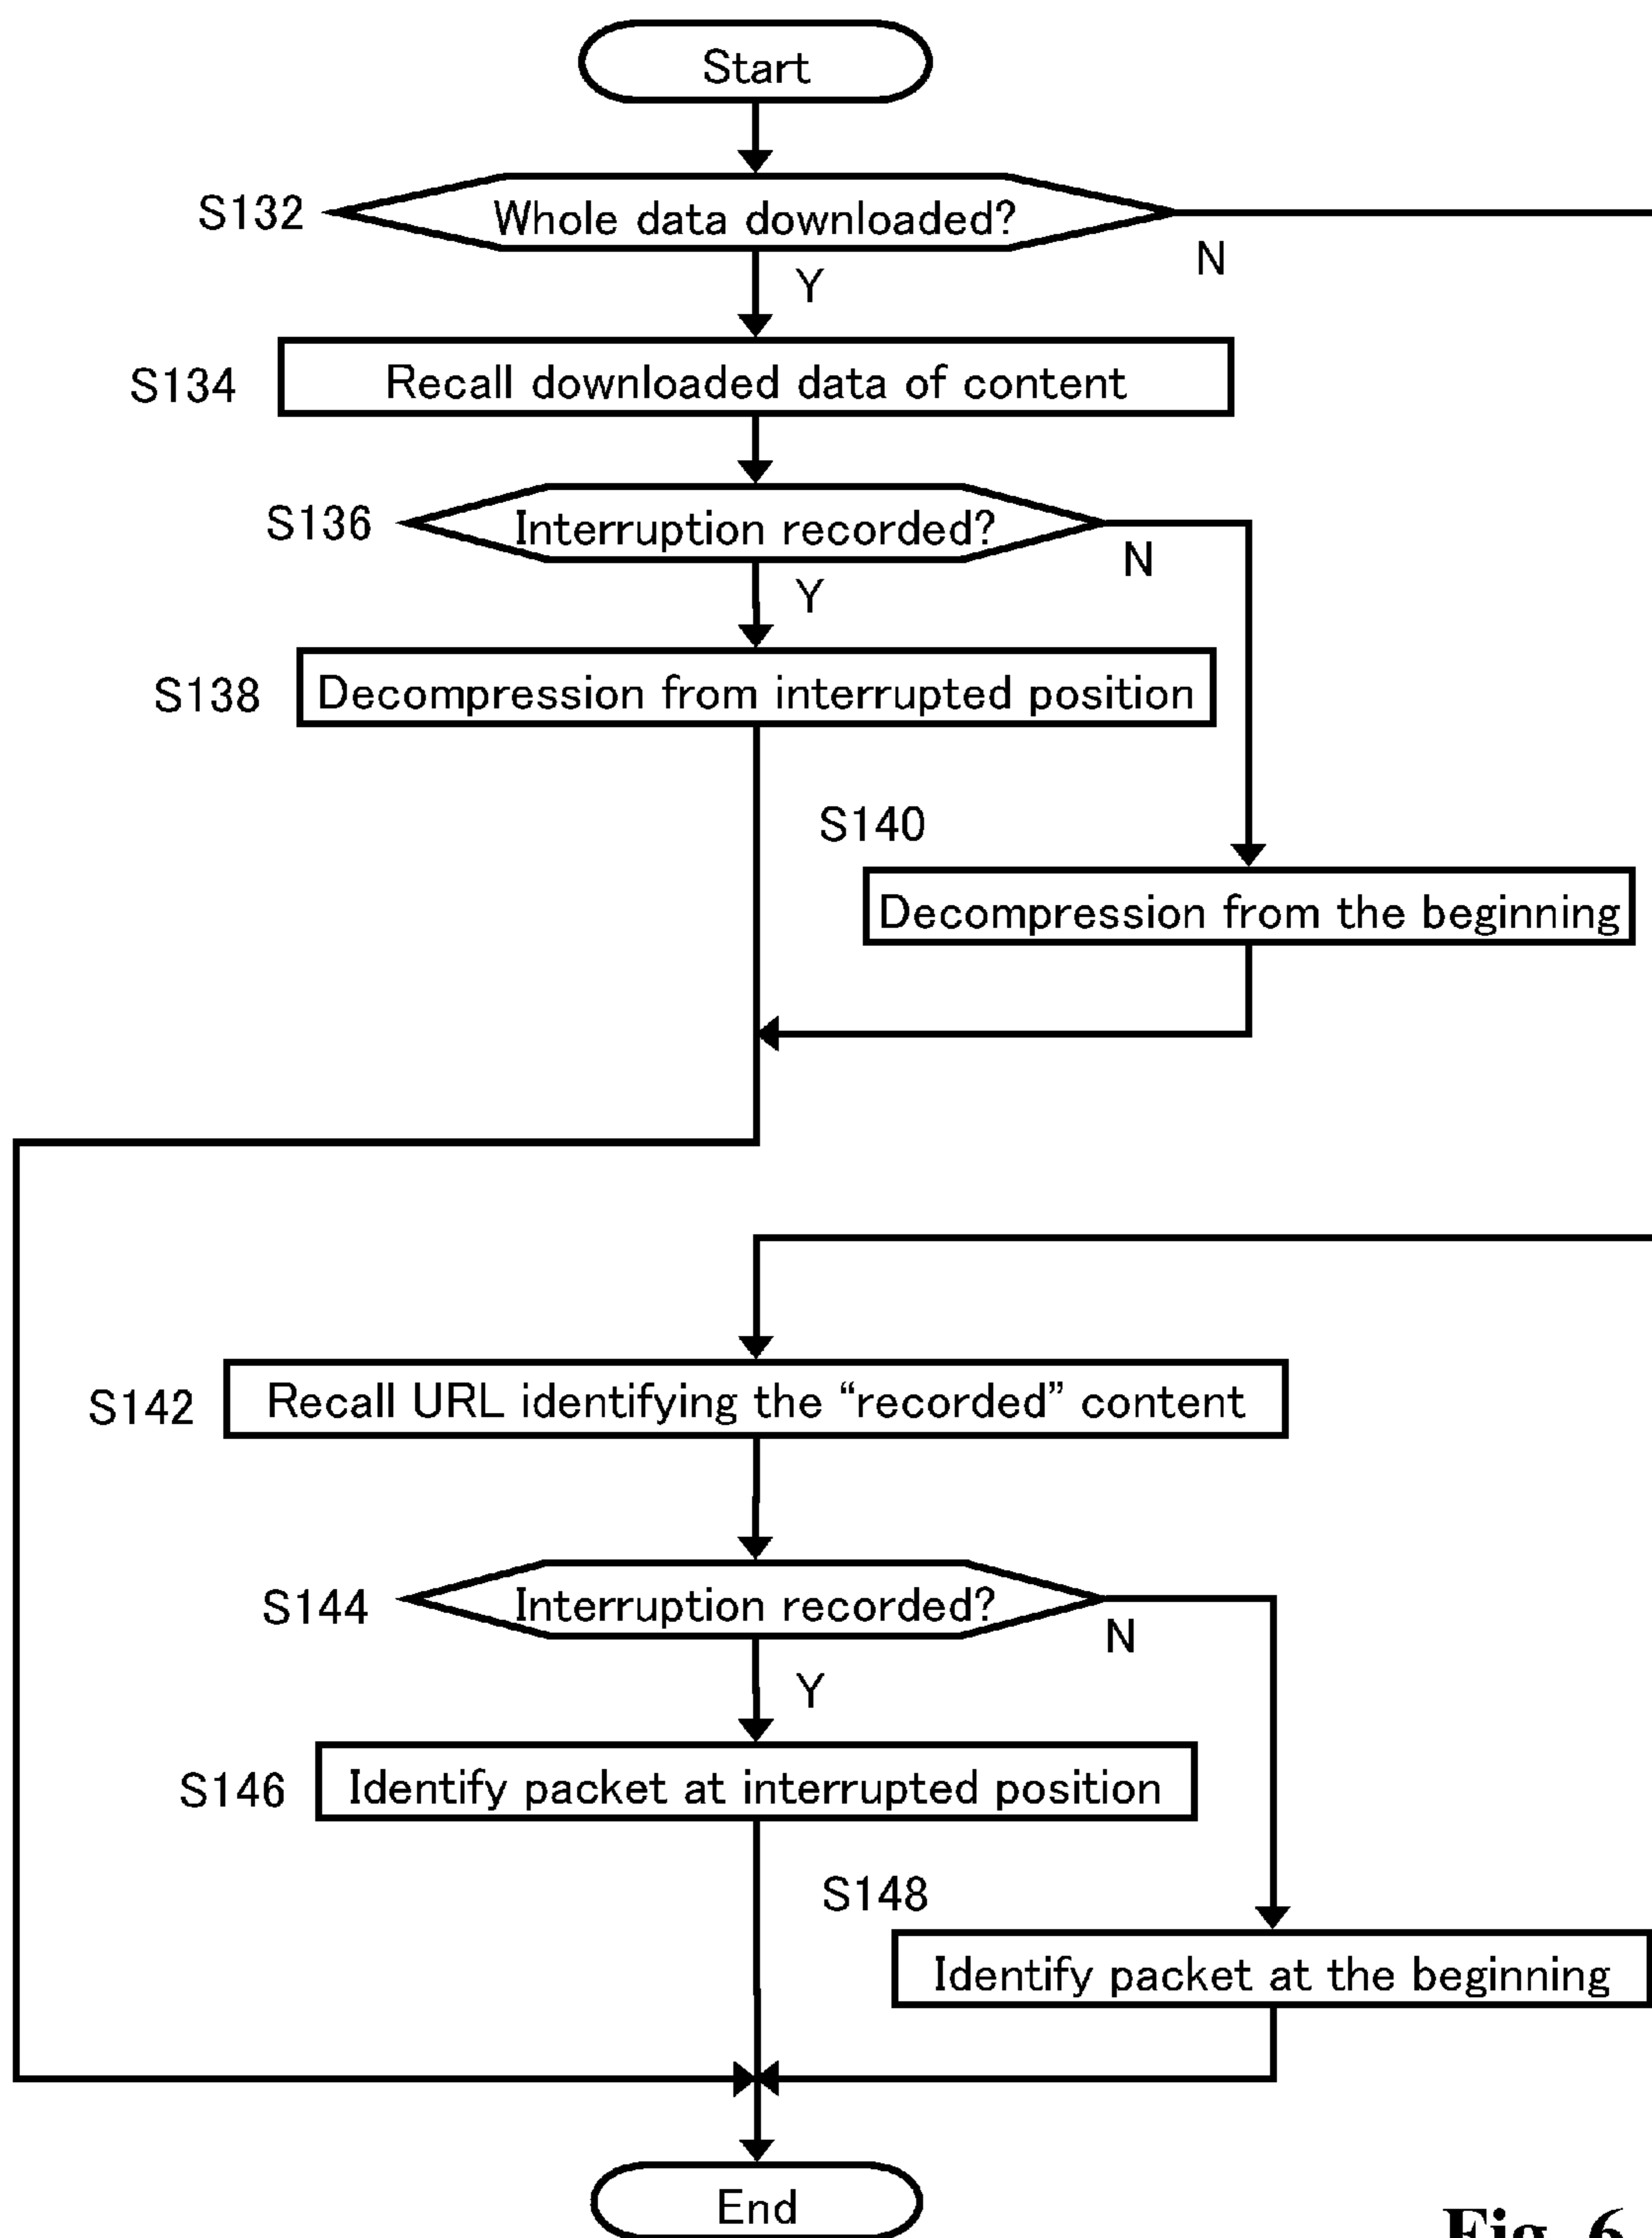 Start
S132
Whole data downloaded?
N
Y
S134
Recall downloaded data of content
S136
Interruption recorded?
N
Y
S138
Decompression from interrupted position
S140
Decompression from the beginning
S142
Recall URL identifying the “recorded” content
S144
Interruption recorded?
N
Y
S146
Identify packet at interrupted position
S148
Identify packet at the beginning
End
Fig. 6